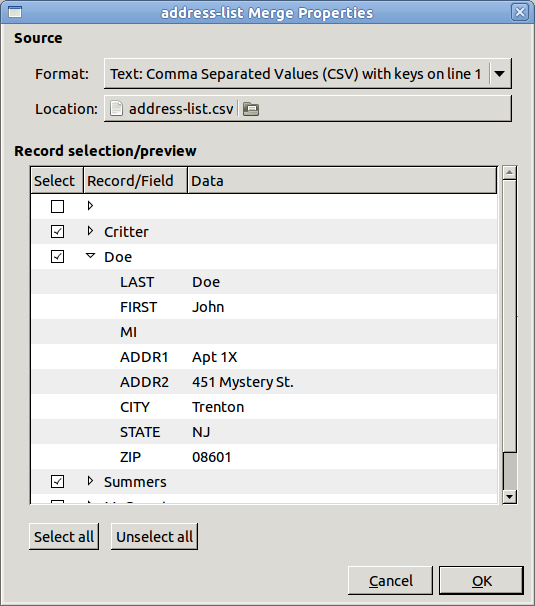 address-list Merge Properties
Source
Format: Text: Comma Separated Values (CSV) with keys on line 1
Location: address-list.csv
Record selection/preview
Select Record/Field Data
Critter
Doe
LAST Doe
FIRST John
MI
ADDR1 Apt 1X
ADDR2 451 Mystery St.
CITY Trenton
STATE NJ
ZIP 08601
Summers
Select all Unselect all
Cancel OK